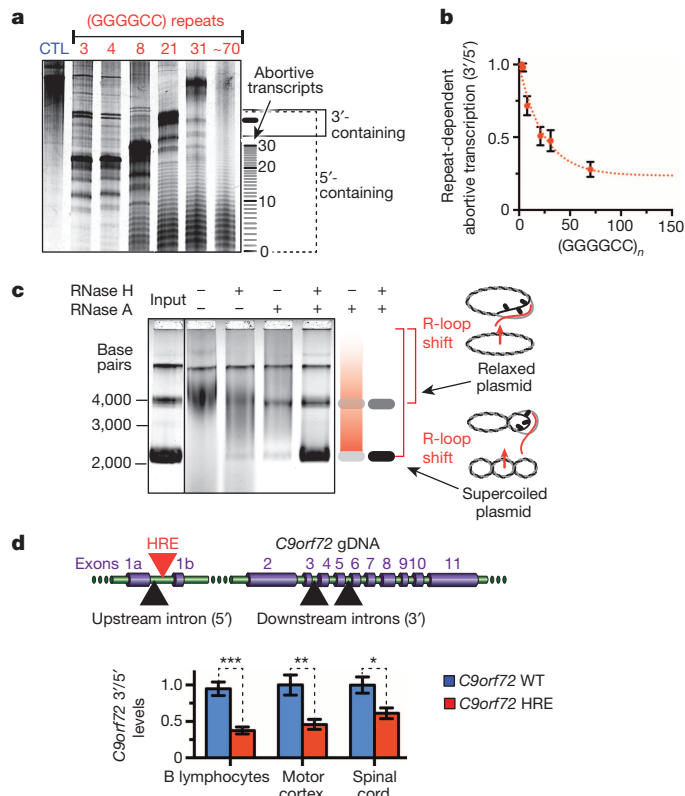 a
(GGGGCC) repeats
CTL 3 4 8 21 31 ~70
Abortive
transcripts
3′-
containing
30
20
10
0
5′-
containing
b
Repeat-dependent
abortive transcription (3′/5′)
1.0
0.5
0
0 50 100 150
(GGGGCC)n
c
RNase H – + – + – +
RNase A – – + + + +
Input
Base
pairs
4,000
3,000
2,000
R-loop
shift
Relaxed
plasmid
R-loop
shift
Supercoiled
plasmid
d
HRE
C9orf72 gDNA
Exons 1a 1b 2 3 4 5 6 7 8 9 10 11
Upstream intron (5′)
Downstream introns (3′)
C9orf72 3′/5′
levels
1.0
0.5
0
*** ** *
B lymphocytes
Motor
cortex
Spinal
cord
C9orf72 WT
C9orf72 HRE